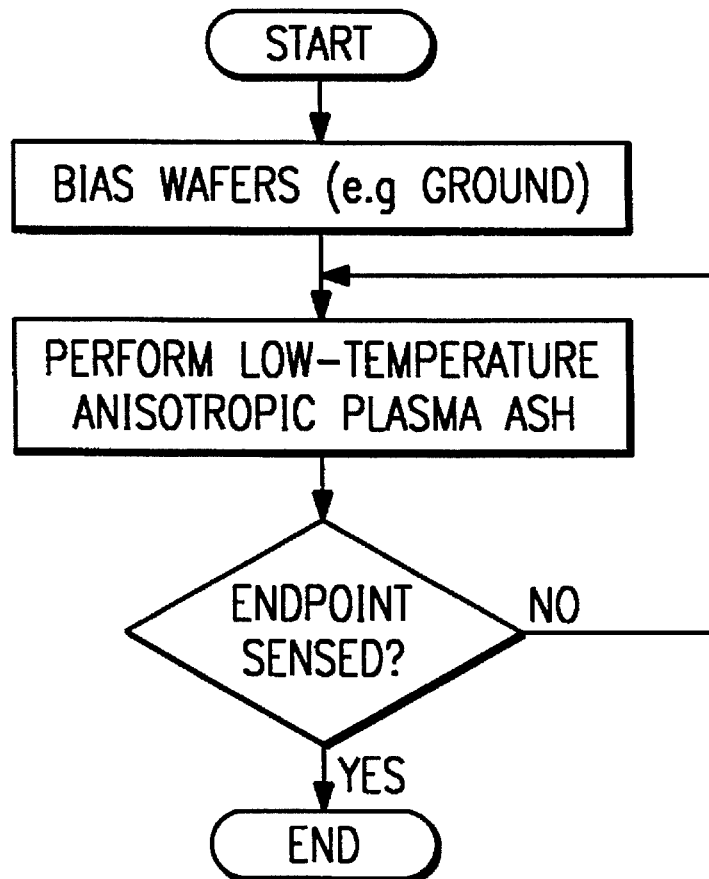 START
BIAS WAFERS (e.g GROUND)
PERFORM LOW-TEMPERATURE
ANISOTROPIC PLASMA ASH
ENDPOINT
SENSED?
NO
YES
END